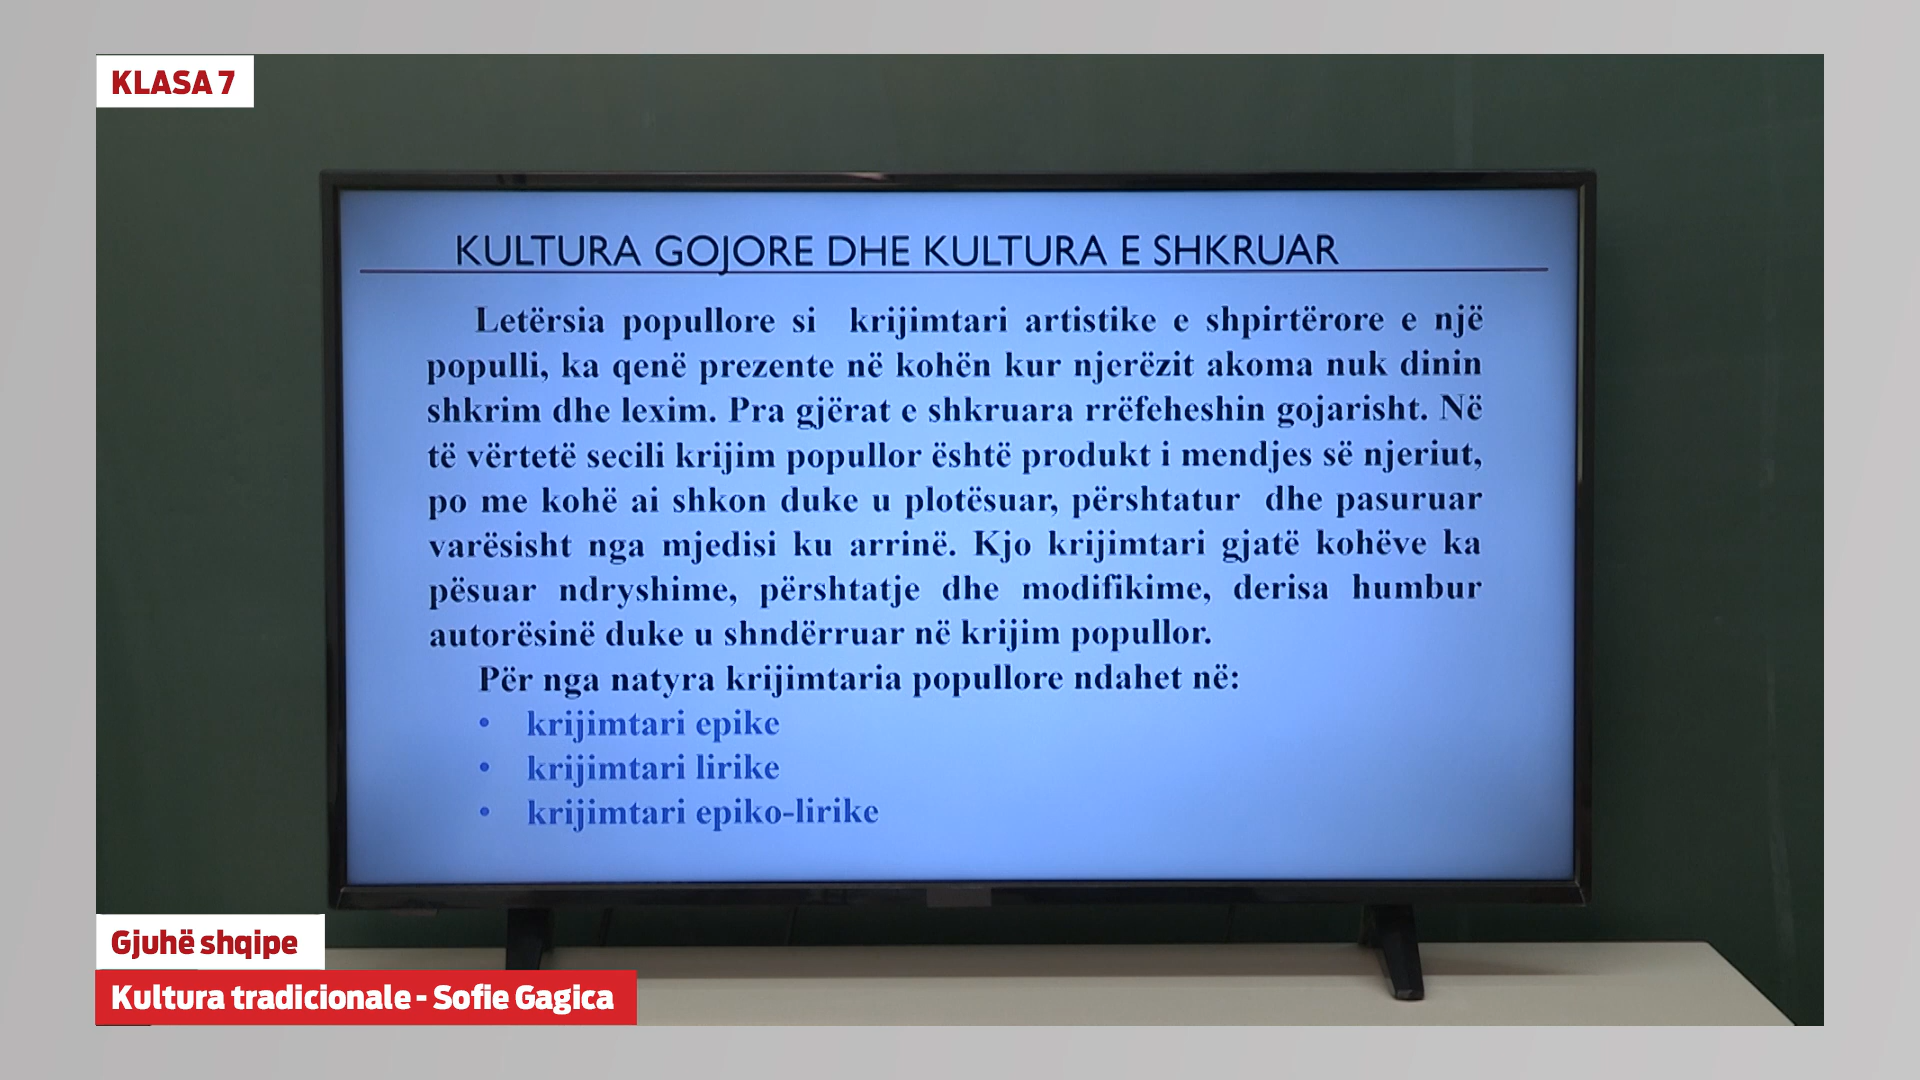 KLASA 7
KULTURA GOJORE DHE KULTURA E SHKRUAR
Letërsia popullore si krijimtari artistike e shpirtërore e një
populli, ka qenë prezente në kohën kur njerëzit akoma nuk dinin
shkrim dhe lexim. Pra gjërat e shkruara rrëfeheshin gojarisht. Në
të vërtetë secili krijim popullor është produkt i mendjes së njeriut,
po me kohë ai shkon duke u plotësuar, përshtatur dhe pasuruar
varësisht nga mjedisi ku arrinë. Kjo krijimtari gjatë kohëve ka
pësuar ndryshime, përshtatje dhe modifikime, derisa humbur
autorësinë duke u shndërruar në krijim popullor.
Për nga natyra krijimtaria popullore ndahet në:
• krijimtari epike
• krijimtari lirike
• krijimtari epiko-lirike
Gjuhë shqipe
Kultura tradicionale - Sofie Gagica